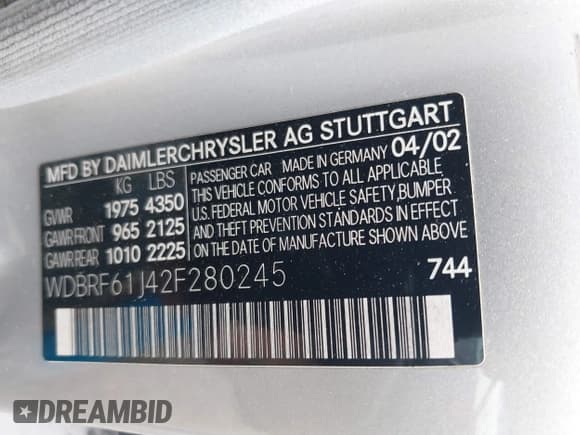 MFD BY DAIMLERCHRYSLER AG STUTTGART
KG LBS
GVWR 1975 4350
GAWR FRONT 965 2125
GAWR REAR 1010 2225
PASSENGER CAR MADE IN GERMANY 04/02
THIS VEHICLE CONFORMS TO ALL APPLICABLE
U.S. FEDERAL MOTOR VEHICLE SAFETY, BUMPER
AND THEFT PREVENTION STANDARDS IN EFFECT
ON THE DATE OF MANUFACTURE SHOWN ABOVE
WDBRF61J42F280245
744
DREAMBID